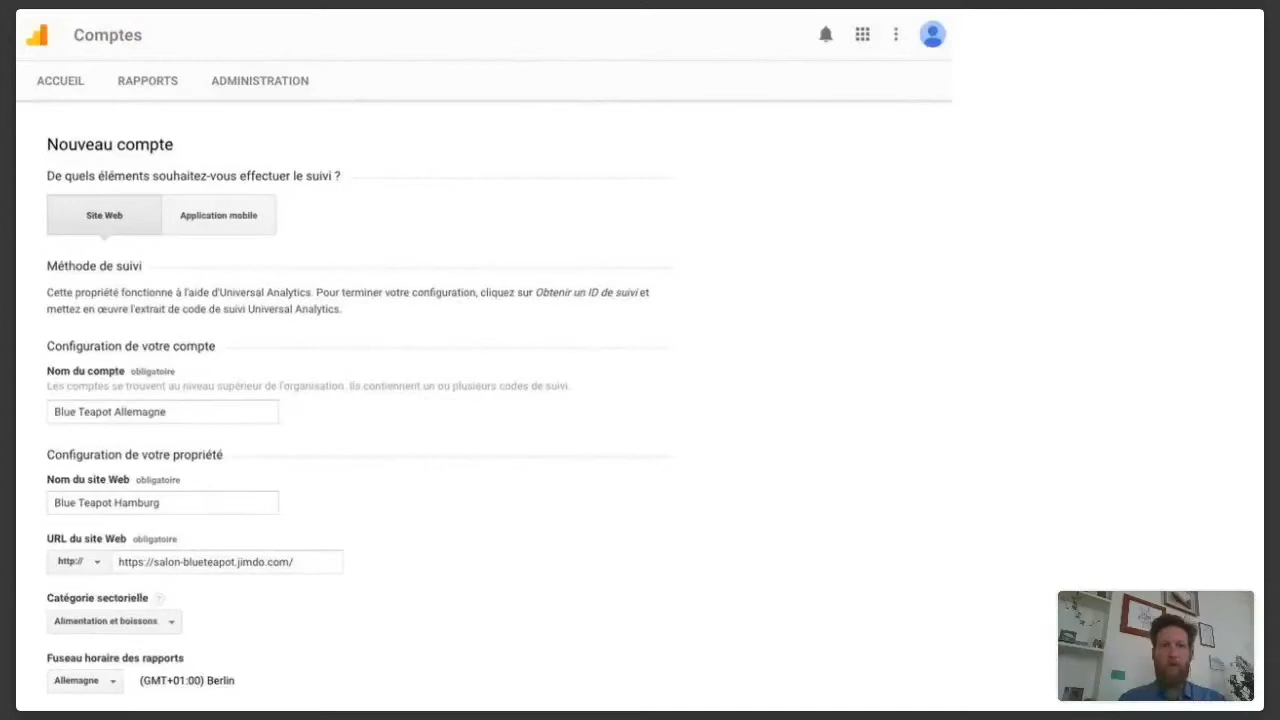 Comptes
ACCUEIL RAPPORTS ADMINISTRATION
Nouveau compte
De quels éléments souhaitez-vous effectuer le suivi ?
Site Web Application mobile
Méthode de suivi
Cette propriété fonctionne à l'aide d'Universal Analytics. Pour terminer votre configuration, cliquez sur Obtenir un ID de suivi et
mettez en œuvre l'extrait de code de suivi Universal Analytics.
Configuration de votre compte
Nom du compte obligatoire
Les comptes se trouvent au niveau supérieur de l'organisation. Ils contiennent un ou plusieurs codes de suivi.
Blue Teapot Allemagne
Configuration de votre propriété
Nom du site Web obligatoire
Blue Teapot Hamburg
URL du site Web obligatoire
http:// https://salon-blueteapot.jimdo.com/
Catégorie sectorielle ?
Alimentation et boissons
Fuseau horaire des rapports
Allemagne (GMT+01:00) Berlin